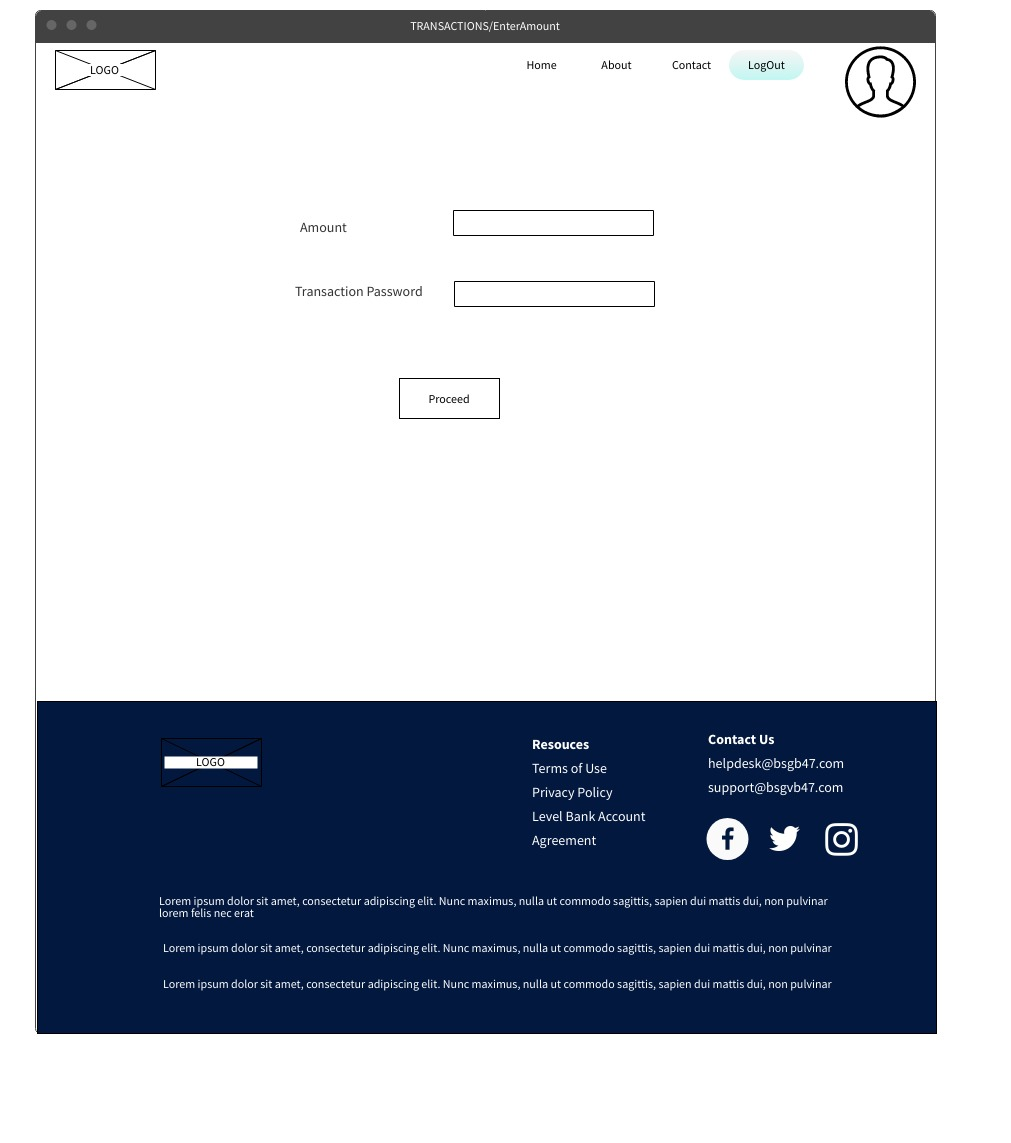 TRANSACTIONS/EnterAmount
LOGO
Home
About
Contact
LogOut
Amount
Transaction Password
Proceed
LOGO
Resouces
Terms of Use
Privacy Policy
Level Bank Account
Agreement
Contact Us
helpdesk@bsgb47.com
support@bsgvb47.com
Lorem ipsum dolor sit amet, consectetur adipiscing elit. Nunc maximus, nulla ut commodo sagittis, sapien dui mattis dui, non pulvinar
lorem felis nec erat
Lorem ipsum dolor sit amet, consectetur adipiscing elit. Nunc maximus, nulla ut commodo sagittis, sapien dui mattis dui, non pulvinar
Lorem ipsum dolor sit amet, consectetur adipiscing elit. Nunc maximus, nulla ut commodo sagittis, sapien dui mattis dui, non pulvinar